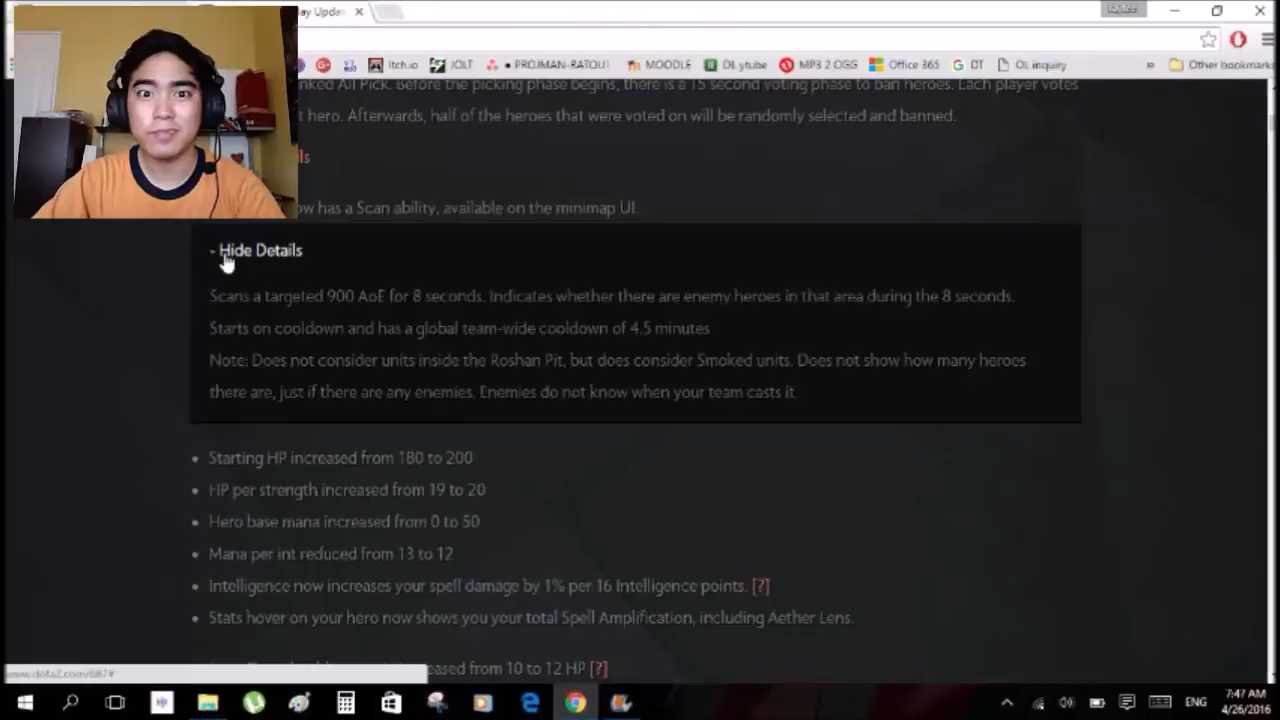 lay Upda
itch.io
JOLT
PROJMAN-RATOU!
MOODLE
OL ytube
MP3 2 OGG
Office 365
DT
OL inquiry
Other bookmarks
nked All Pick. Before the picking phase begins, there is a 15 second voting phase to ban heroes. Each player votes
t hero. Afterwards, half of the heroes that were voted on will be randomly selected and banned.
ls
ow has a Scan ability, available on the minimap UI.
- Hide Details
Scans a targeted 900 AoE for 8 seconds. Indicates whether there are enemy heroes in that area during the 8 seconds.
Starts on cooldown and has a global team-wide cooldown of 4.5 minutes
Note: Does not consider units inside the Roshan Pit, but does consider Smoked units. Does not show how many heroes
there are, just if there are any enemies. Enemies do not know when your team casts it.
• Starting HP increased from 180 to 200
• HP per strength increased from 19 to 20
• Hero base mana increased from 0 to 50
• Mana per int reduced from 13 to 12
• Intelligence now increases your spell damage by 1% per 16 Intelligence points. [?]
• Stats hover on your hero now shows you your total Spell Amplification, including Aether Lens.
eased from 10 to 12 HP [?]
www.dota2.com/687#
ENG
7:47 AM
4/26/2016